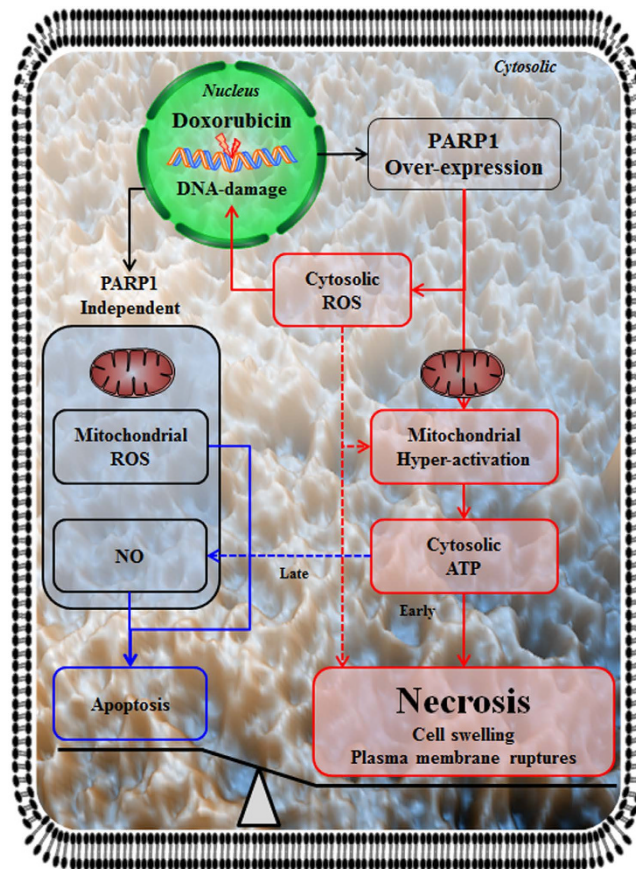 Cytosolic
Nucleus
Doxorubicin
DNA-damage
PARP1
Over-expression
PARP1
Independent
Cytosolic
ROS
Mitochondrial
ROS
Mitochondrial
Hyper-activation
NO
Late
Cytosolic
ATP
Early
Apoptosis
Necrosis
Cell swelling
Plasma membrane ruptures